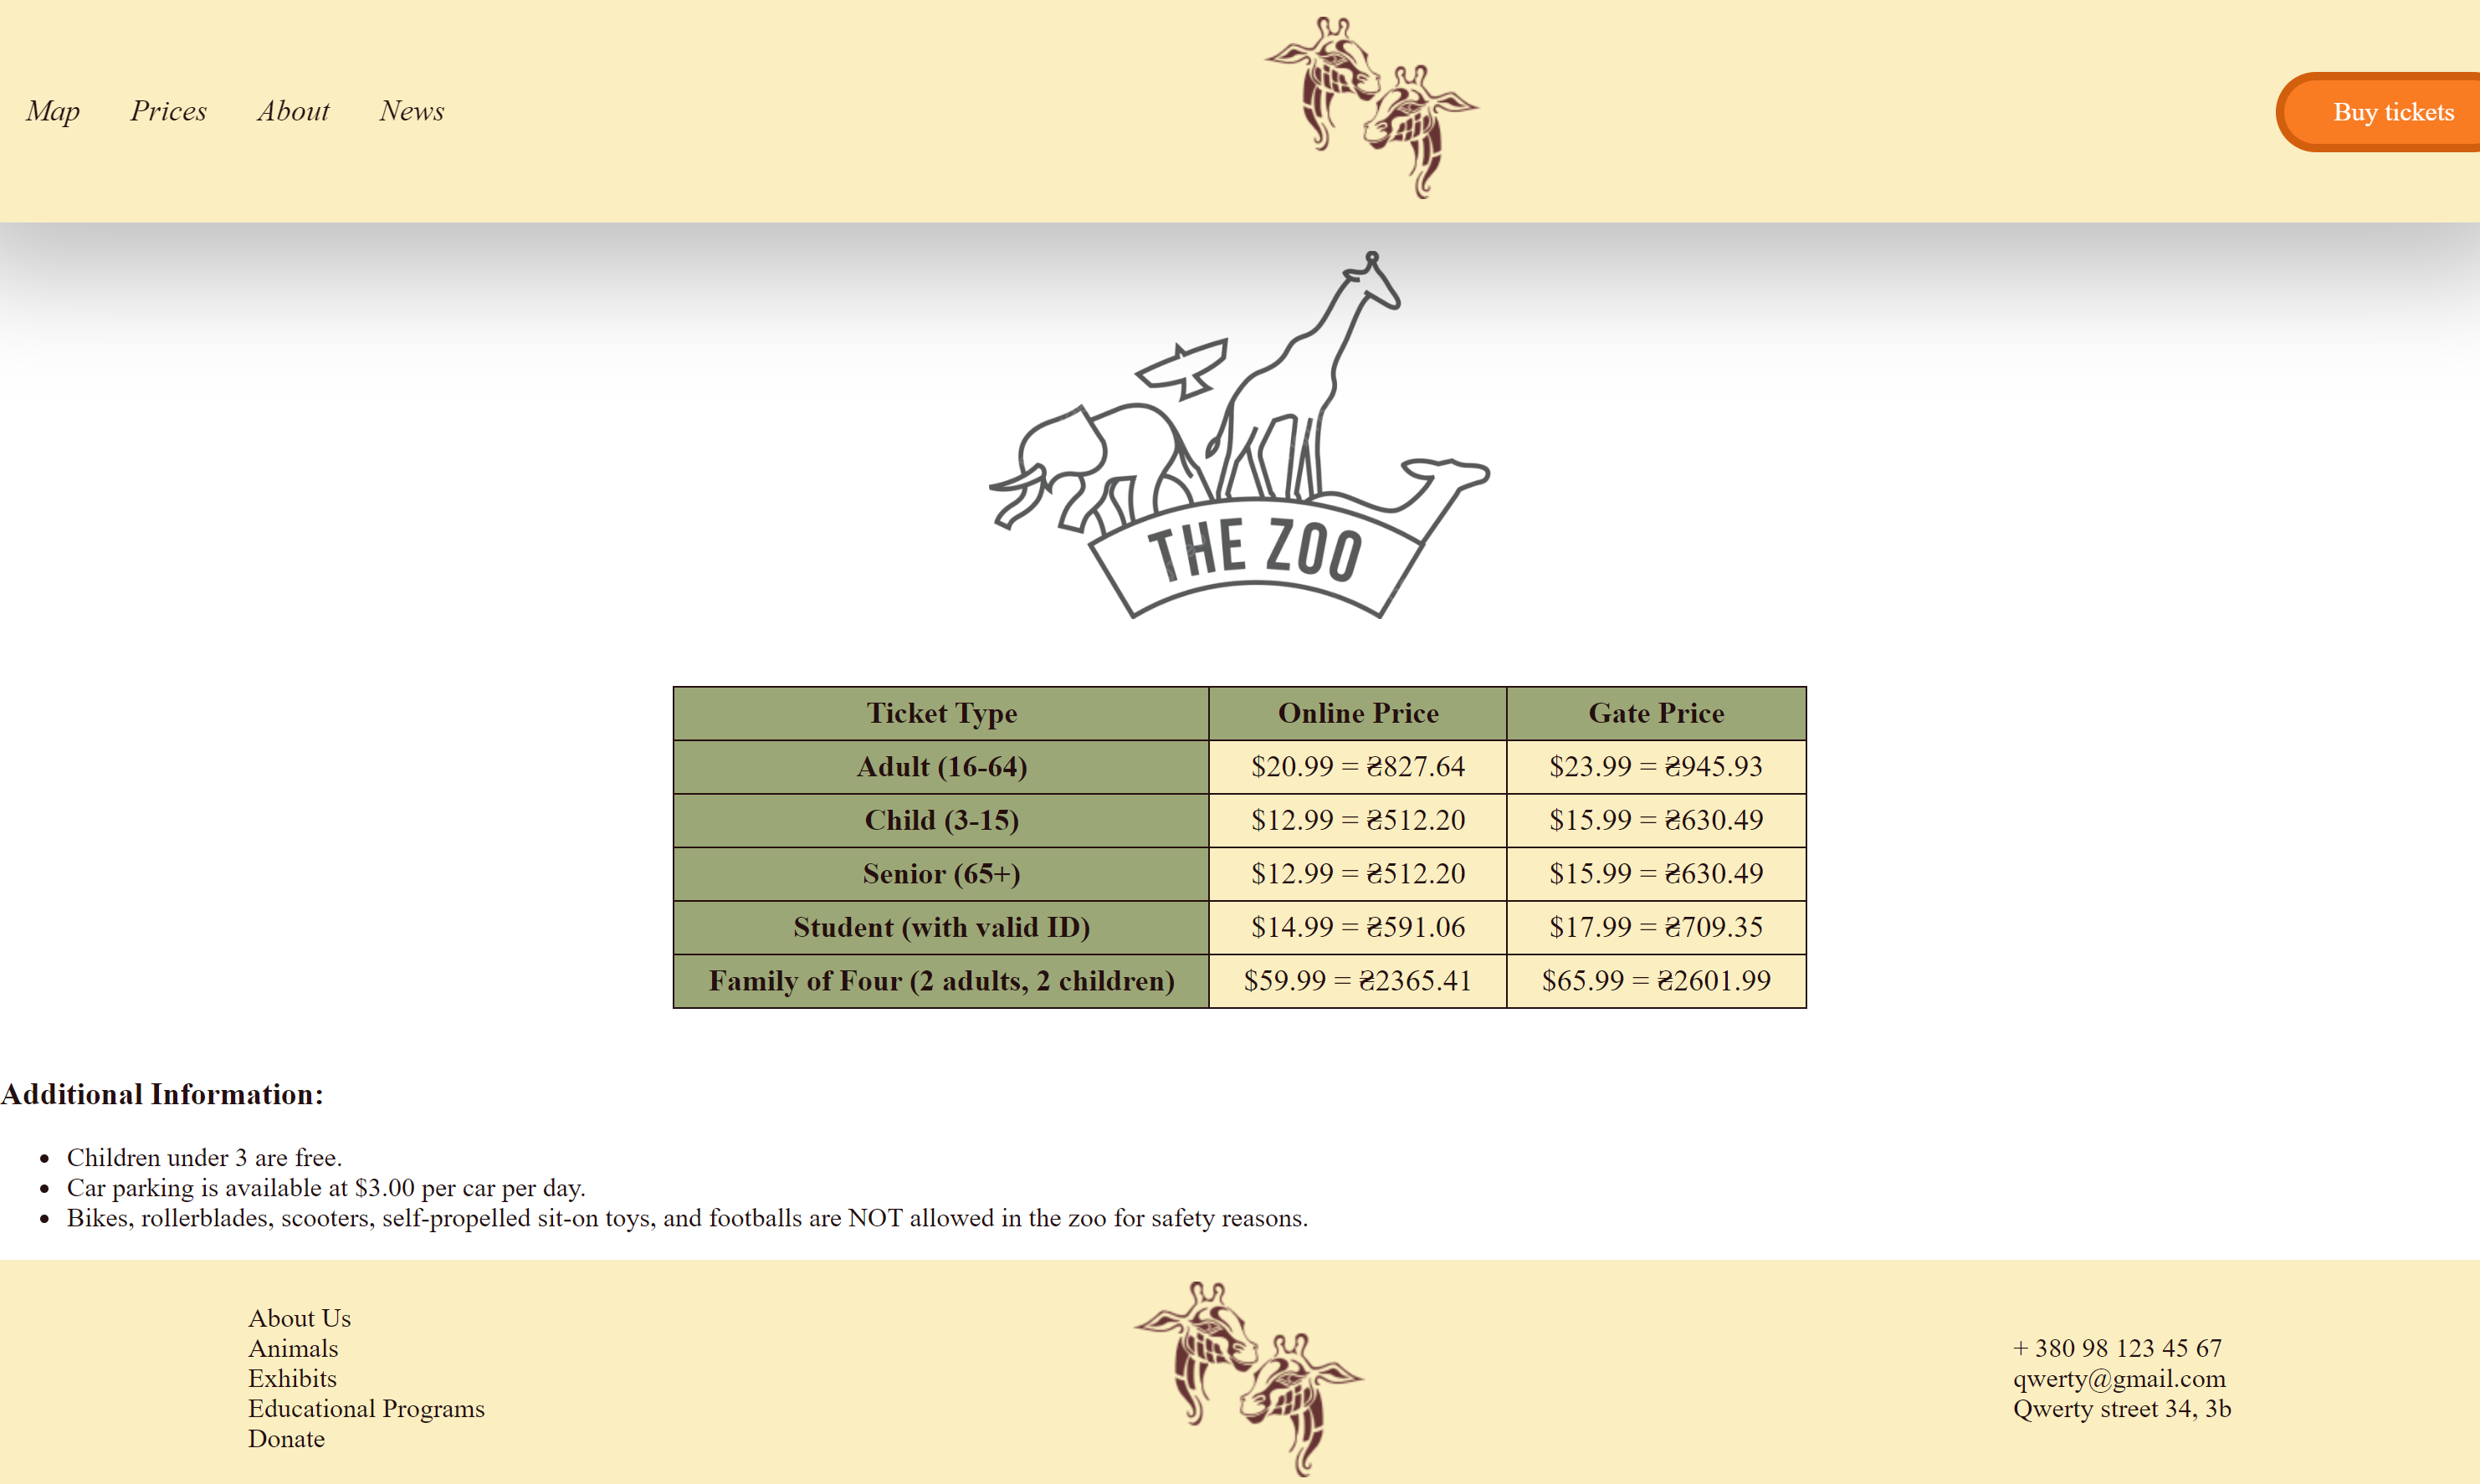 Map Prices About News Buy tickets
THE ZOO
Ticket Type Online Price Gate Price
Adult (16-64) $20.99 = ₴827.64 $23.99 = ₴945.93
Child (3-15) $12.99 = ₴512.20 $15.99 = ₴630.49
Senior (65+) $12.99 = ₴512.20 $15.99 = ₴630.49
Student (with valid ID) $14.99 = ₴591.06 $17.99 = ₴709.35
Family of Four (2 adults, 2 children) $59.99 = ₴2365.41 $65.99 = ₴2601.99
Additional Information:
• Children under 3 are free.
• Car parking is available at $3.00 per car per day.
• Bikes, rollerblades, scooters, self-propelled sit-on toys, and footballs are NOT allowed in the zoo for safety reasons.
About Us
Animals
Exhibits
Educational Programs
Donate
+ 380 98 123 45 67
qwerty@gmail.com
Qwerty street 34, 3b